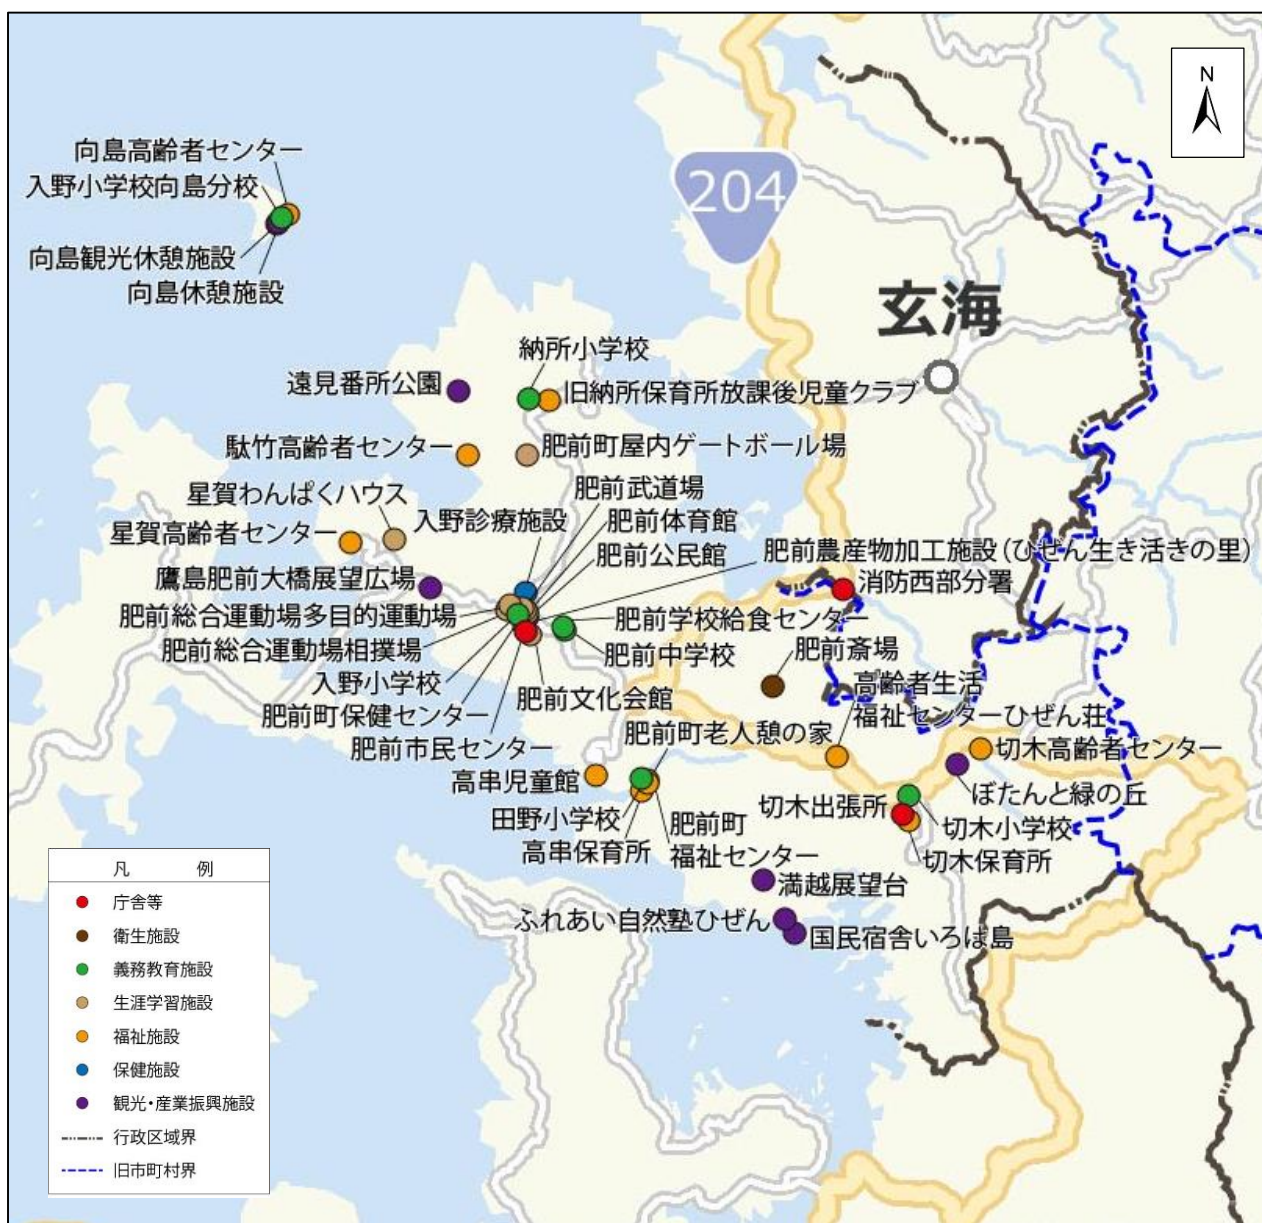 N
向島高齢者センター
入野小学校向島分校
向島観光休憩施設
向島休憩施設
204
玄海
納所小学校
遠見番所公園
旧納所保育所放課後児童クラブ
駄竹高齢者センター
肥前町屋内ゲートボール場
星賀わんぱくハウス
肥前武道場
入野診療施設
肥前体育館
星賀高齢者センター
肥前公民館
肥前農産物加工施設(ひぜん生き活きの里)
鷹島肥前大橋展望広場
消防西部分署
肥前総合運動場多目的運動場
肥前学校給食センター
肥前総合運動場相撲場
肥前中学校
肥前斎場
入野小学校
肥前文化会館
高齢者生活
福祉センターひぜん荘
肥前町保健センター
肥前町老人憩の家
肥前市民センター
切木高齢者センター
高串児童館
ぼたんと緑の丘
田野小学校
肥前町
福祉センター
切木出張所
切木小学校
高串保育所
切木保育所
満越展望台
ふれあい自然塾ひぜん
国民宿舎いろは島
凡 例
庁舎等
衛生施設
義務教育施設
生涯学習施設
福祉施設
保健施設
観光・産業振興施設
行政区域界
旧市町村界